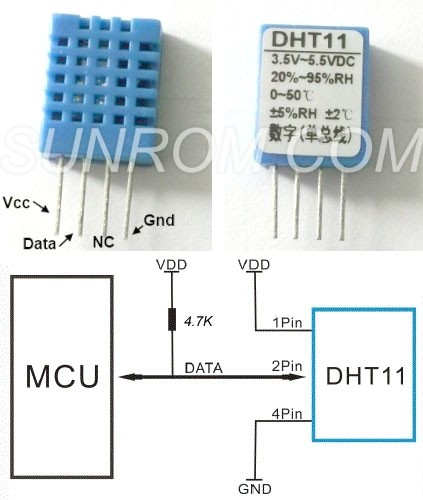 DHT11
3.5V~5.5VDC
20%~95%RH
0~50℃
±5%RH ±2℃
数字(单总线)
SUNROM.COM
Vcc
Data
NC
Gnd
VDD
VDD
4.7K
1Pin
MCU
DATA
2Pin
DHT11
4Pin
GND